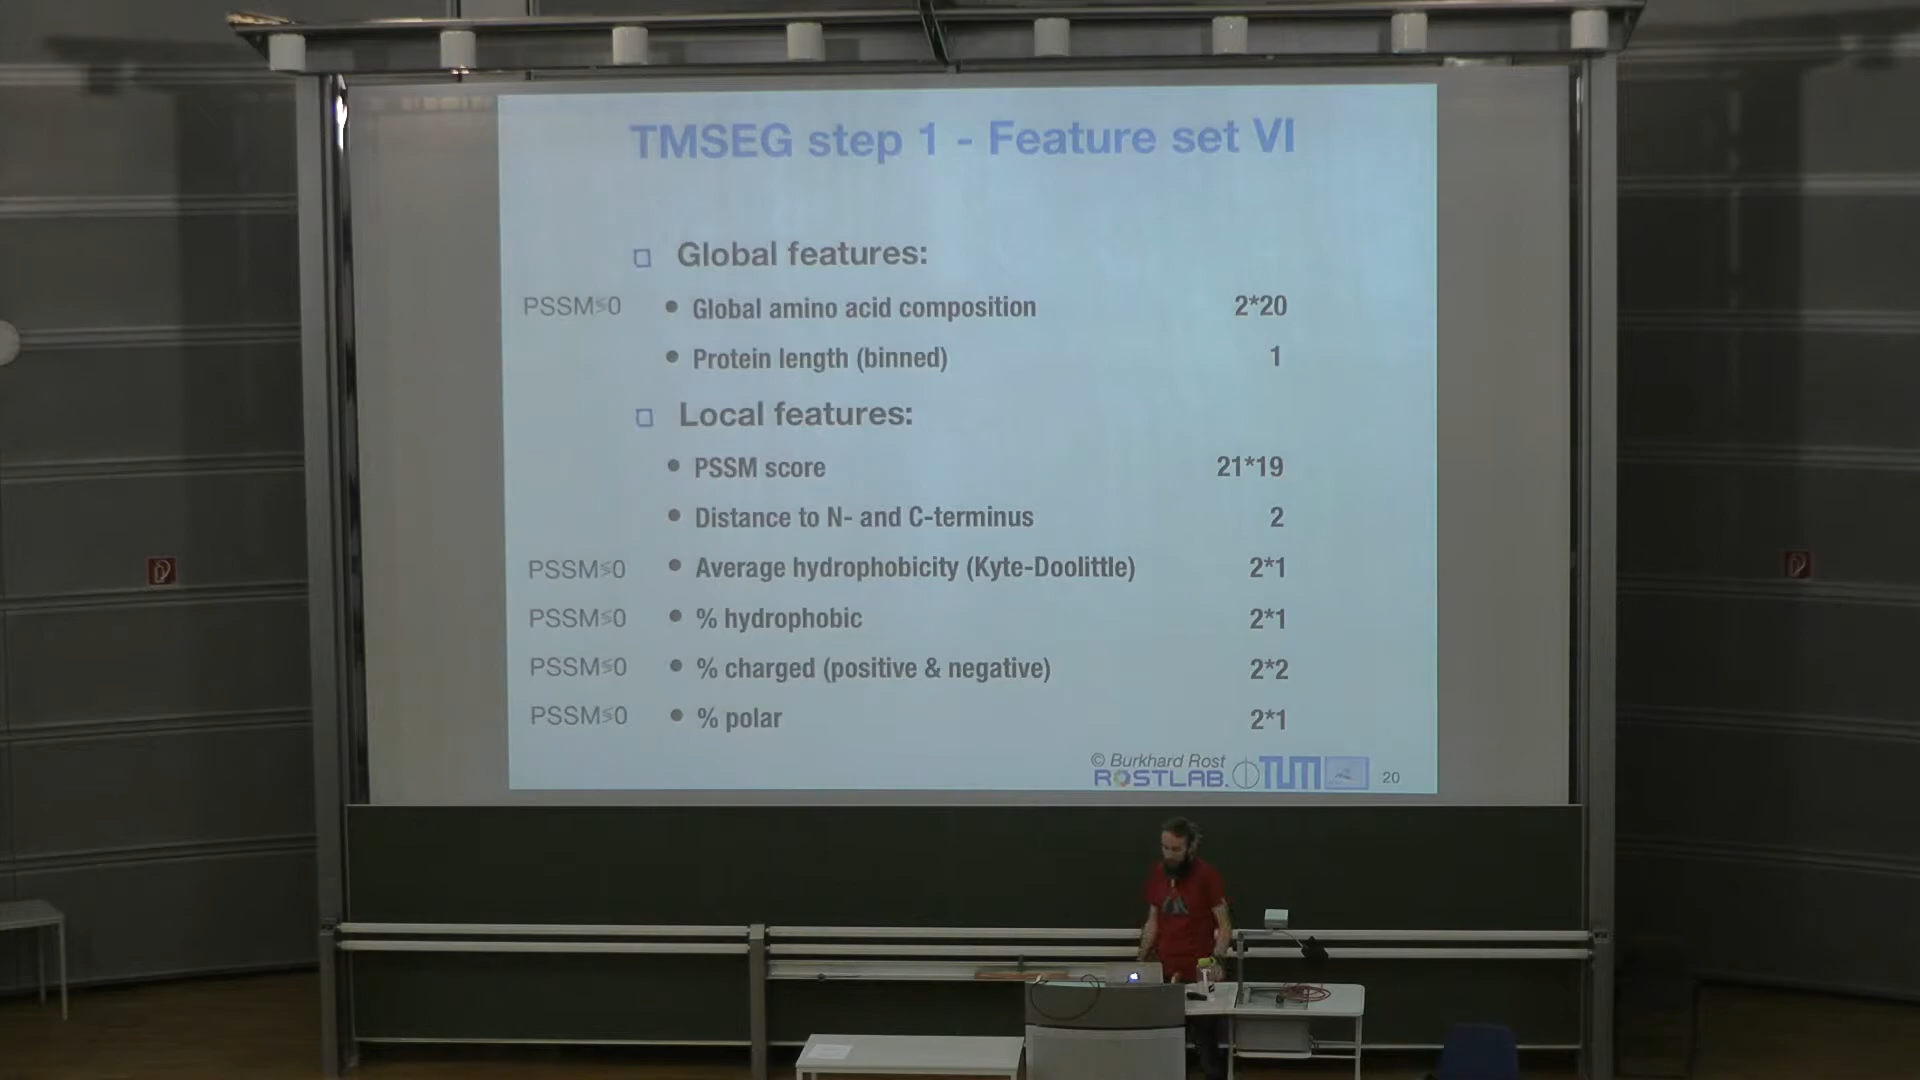 TMSEG step 1 - Feature set VI
Global features:
PSSM≶0 • Global amino acid composition 2*20
• Protein length (binned) 1
Local features:
• PSSM score 21*19
• Distance to N- and C-terminus 2
PSSM≶0 • Average hydrophobicity (Kyte-Doolittle) 2*1
PSSM≶0 • % hydrophobic 2*1
PSSM≶0 • % charged (positive & negative) 2*2
PSSM≶0 • % polar 2*1
© Burkhard Rost
ROSTLAB. TUM 20